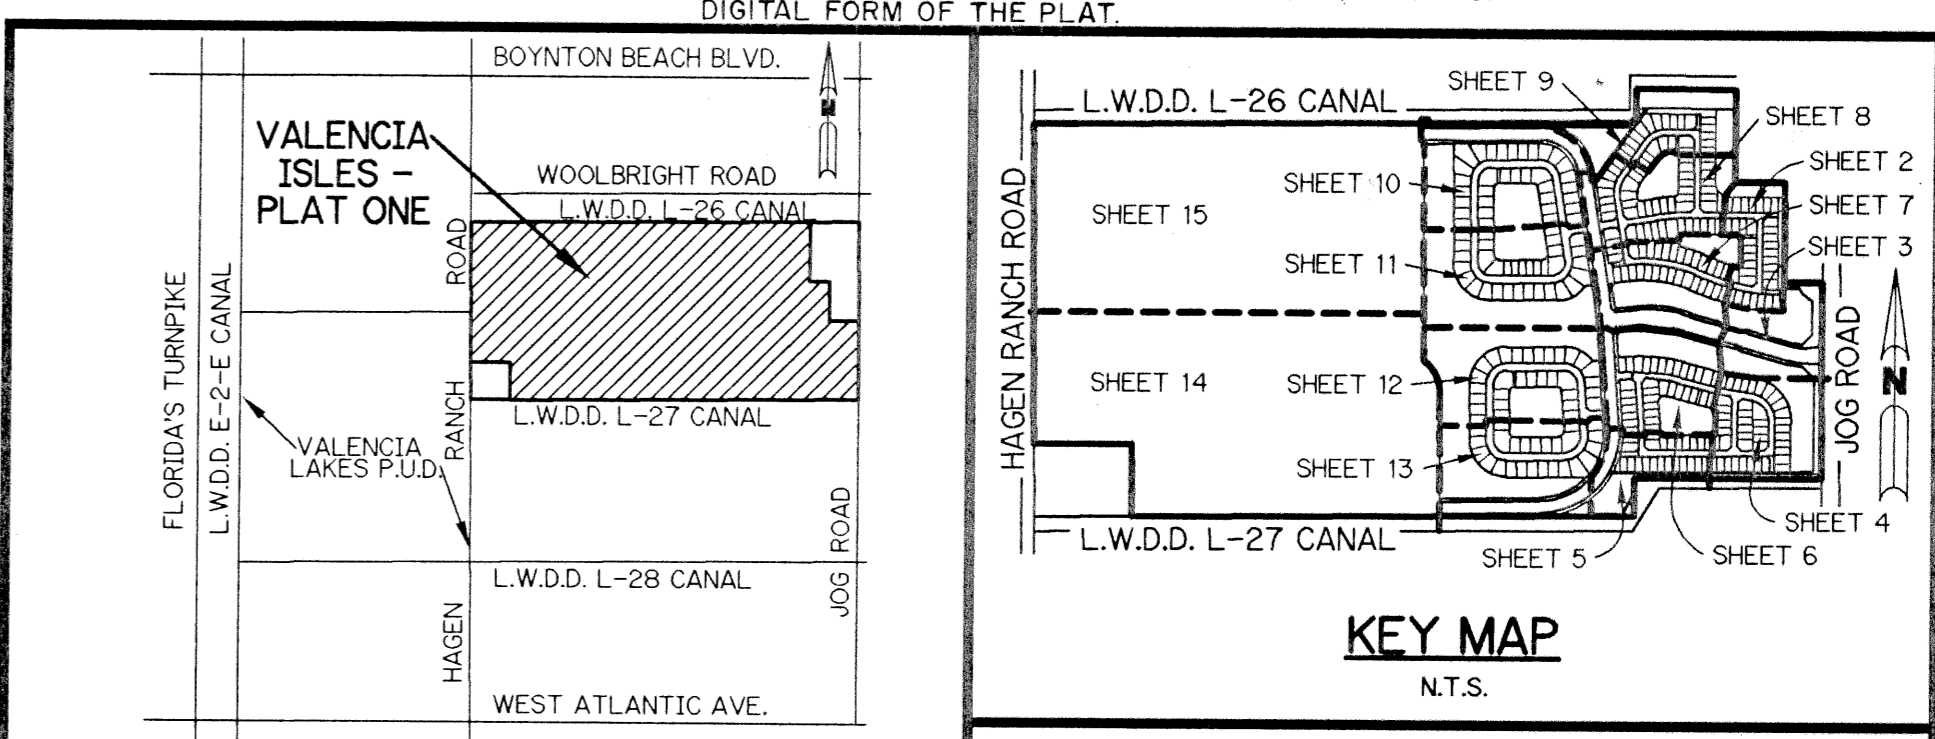 DIGITAL FORM OF THE PLAT.
BOYNTON BEACH BLVD.
N
VALENCIA
ISLES -
PLAT ONE
WOOLBRIGHT ROAD
L.W.D.D. L-26 CANAL
FLORIDA'S TURNPIKE
L.W.D.D. E-2-E CANAL
HAGEN RANCH ROAD
L.W.D.D. L-27 CANAL
VALENCIA
LAKES P.U.D.
JOG ROAD
L.W.D.D. L-28 CANAL
WEST ATLANTIC AVE.
L.W.D.D. L-26 CANAL
SHEET 9
SHEET 8
SHEET 2
SHEET 7
SHEET 3
SHEET 10
SHEET 15
SHEET 11
HAGEN RANCH ROAD
SHEET 14
SHEET 12
SHEET 13
JOG ROAD
N
SHEET 4
L.W.D.D. L-27 CANAL
SHEET 5
SHEET 6
KEY MAP
N.T.S.